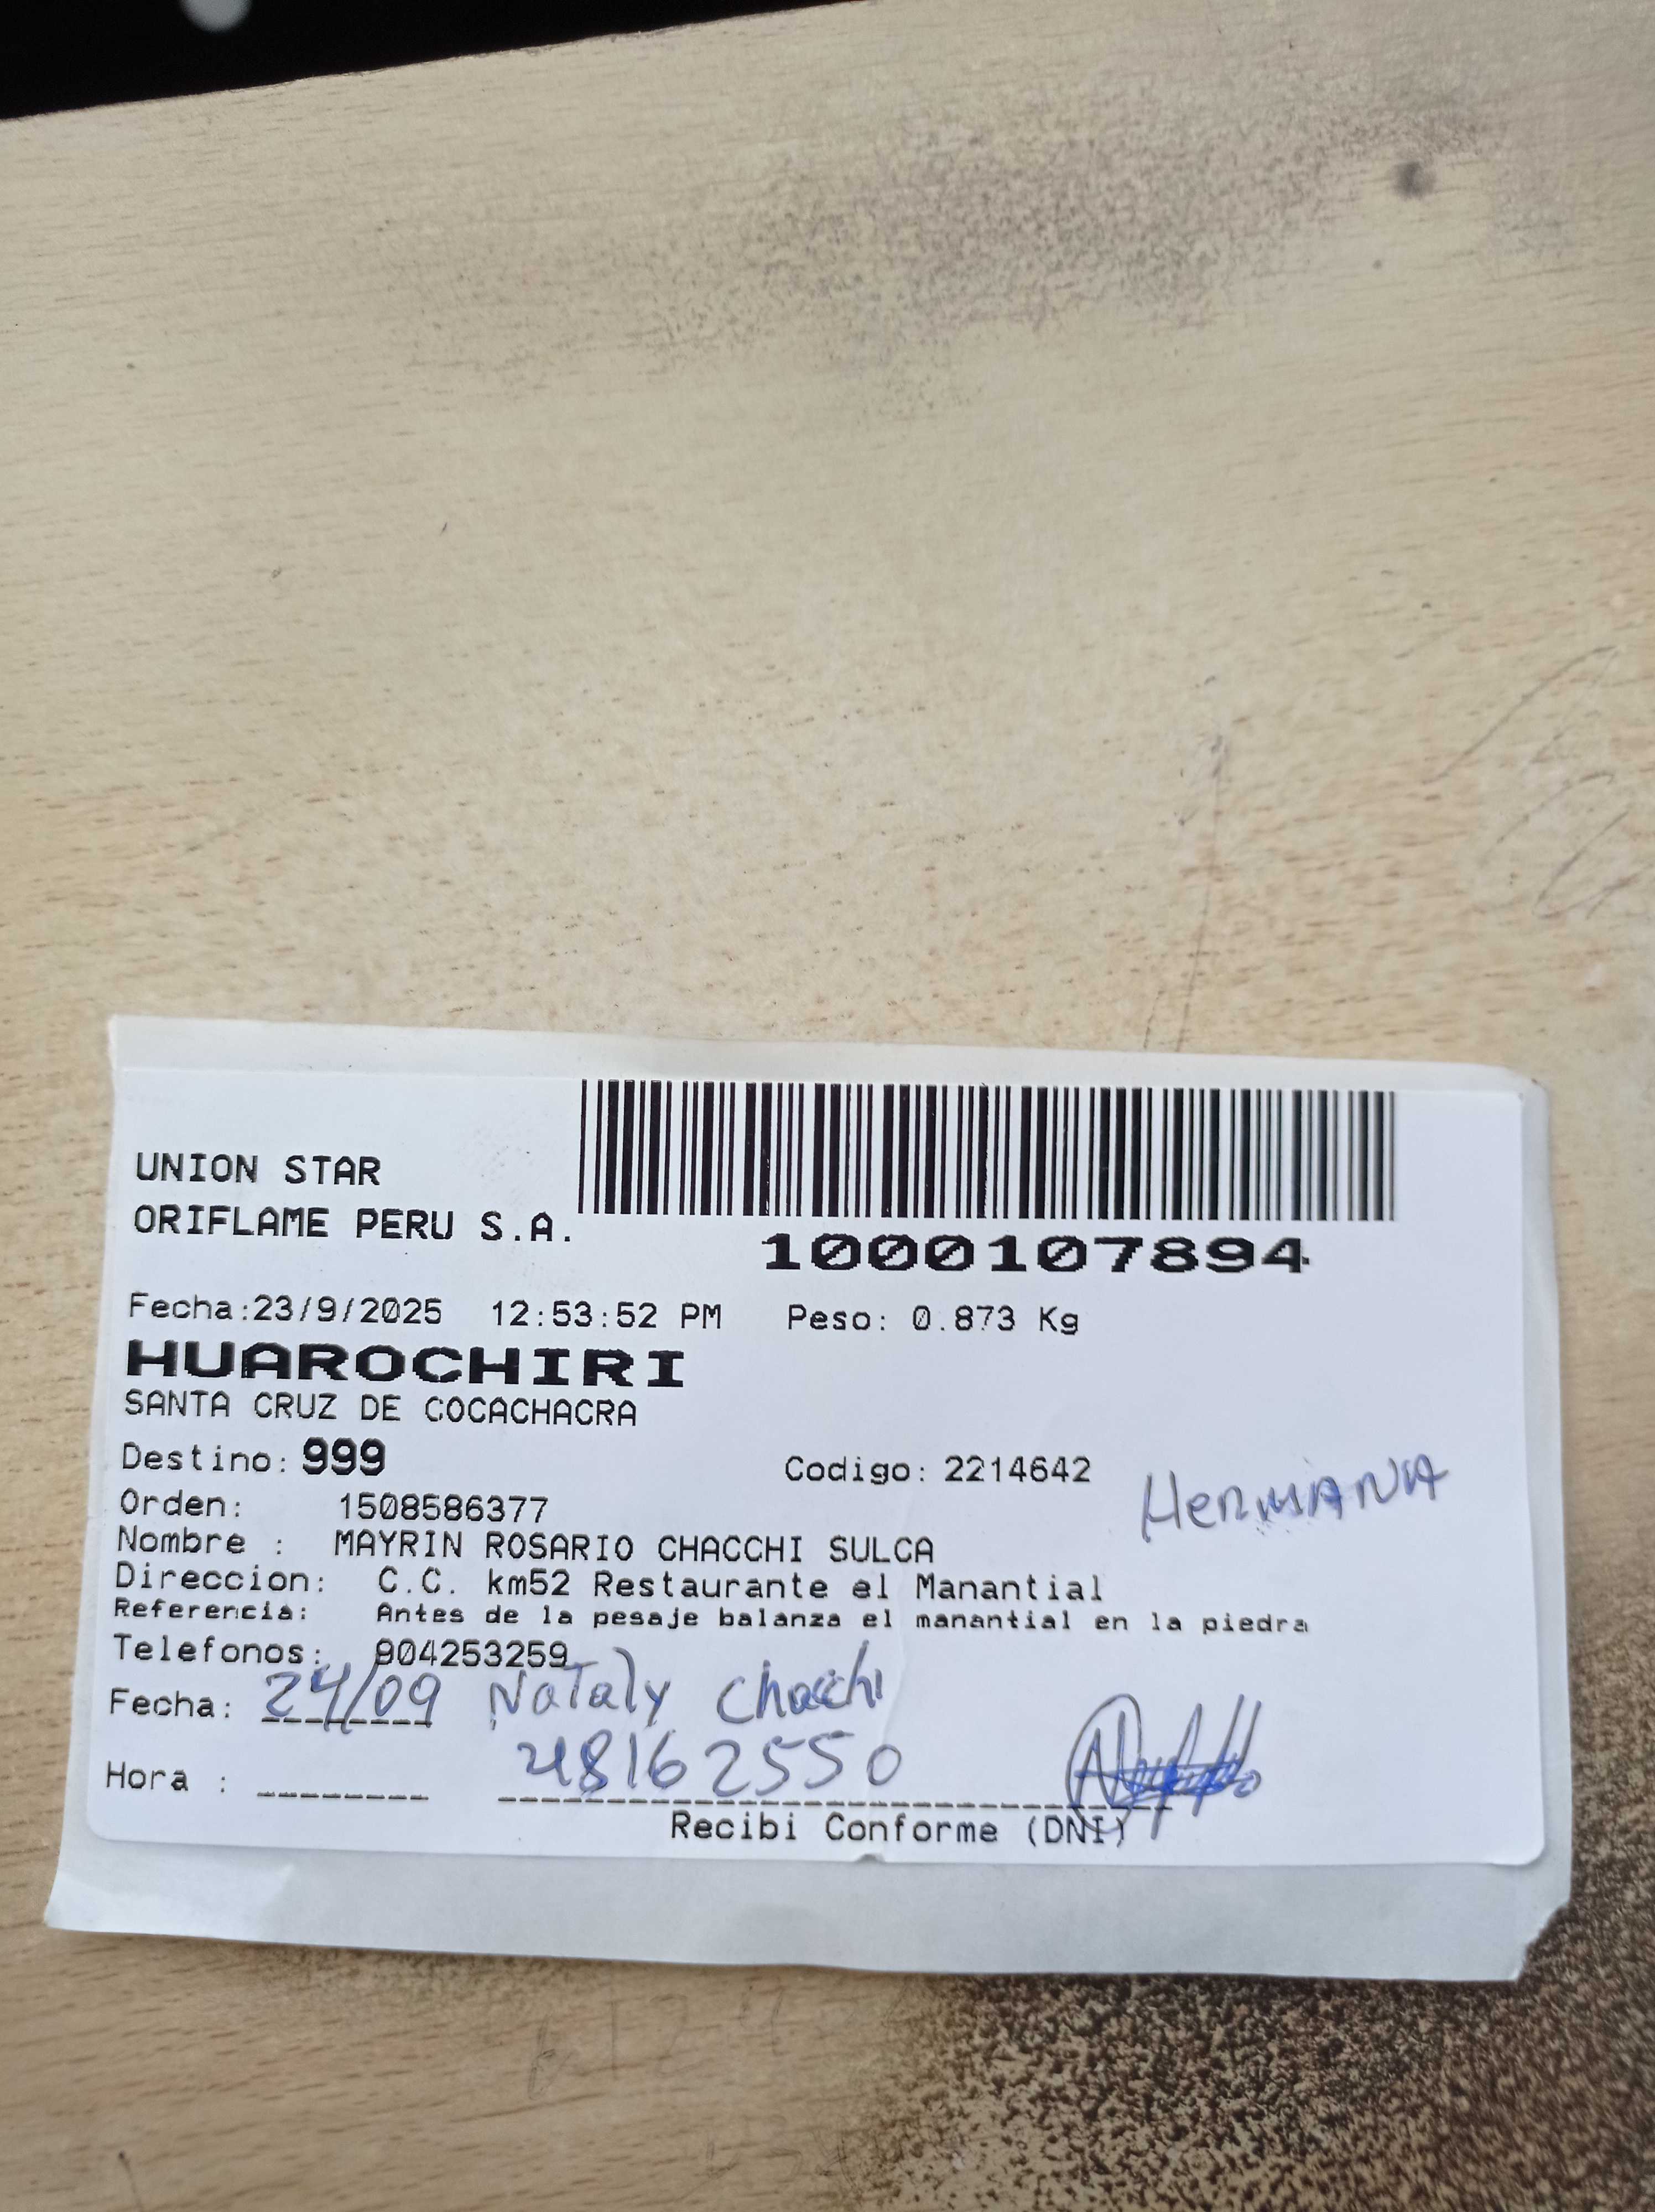 UNION STAR
ORIFLAME PERU S.A.
1000107894
Fecha:23/9/2025 12:53:52 PM Peso: 0.873 Kg
HUAROCHIRI
SANTA CRUZ DE COCACHACRA
Destino: 999 Codigo: 2214642 HERMANA
Orden: 1508586377
Nombre : MAYRIN ROSARIO CHACCHI SULCA
Direccion: C.C. km52 Restaurante el Manantial
Referencia: Antes de la pesaje balanza el manantial en la piedra
Telefonos: 904253259
Fecha: 24/09 Nataly Chacchi
Hora : 48162550
Recibi Conforme (DNI)